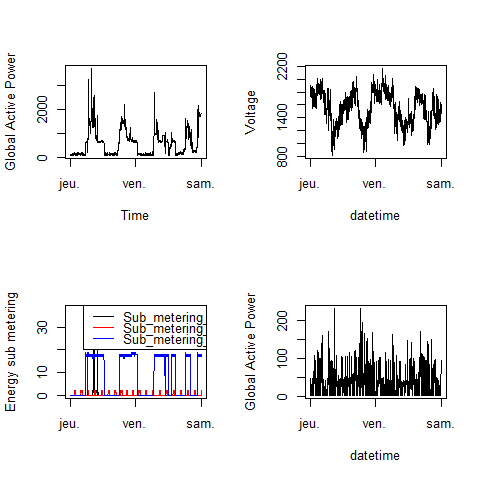 Global Active Power
0
2000
jeu.
ven.
sam.
Time
Voltage
800
1400
2200
jeu.
ven.
sam.
datetime
Energy sub metering
0
10
30
Sub_metering_
Sub_metering_
Sub_metering_
jeu.
ven.
sam.
Global Active Power
0
100
200
jeu.
ven.
sam.
datetime